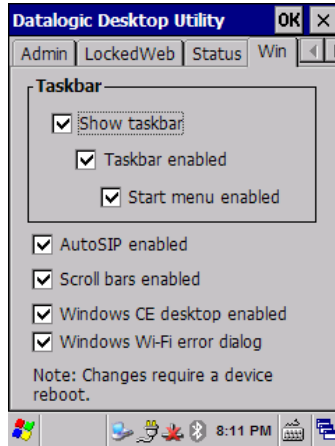 Datalogic Desktop Utility OK
Admin LockedWeb Status Win
Taskbar
Show taskbar
Taskbar enabled
Start menu enabled
AutoSIP enabled
Scroll bars enabled
Windows CE desktop enabled
Windows Wi-Fi error dialog
Note: Changes require a device
reboot.
8:11 PM